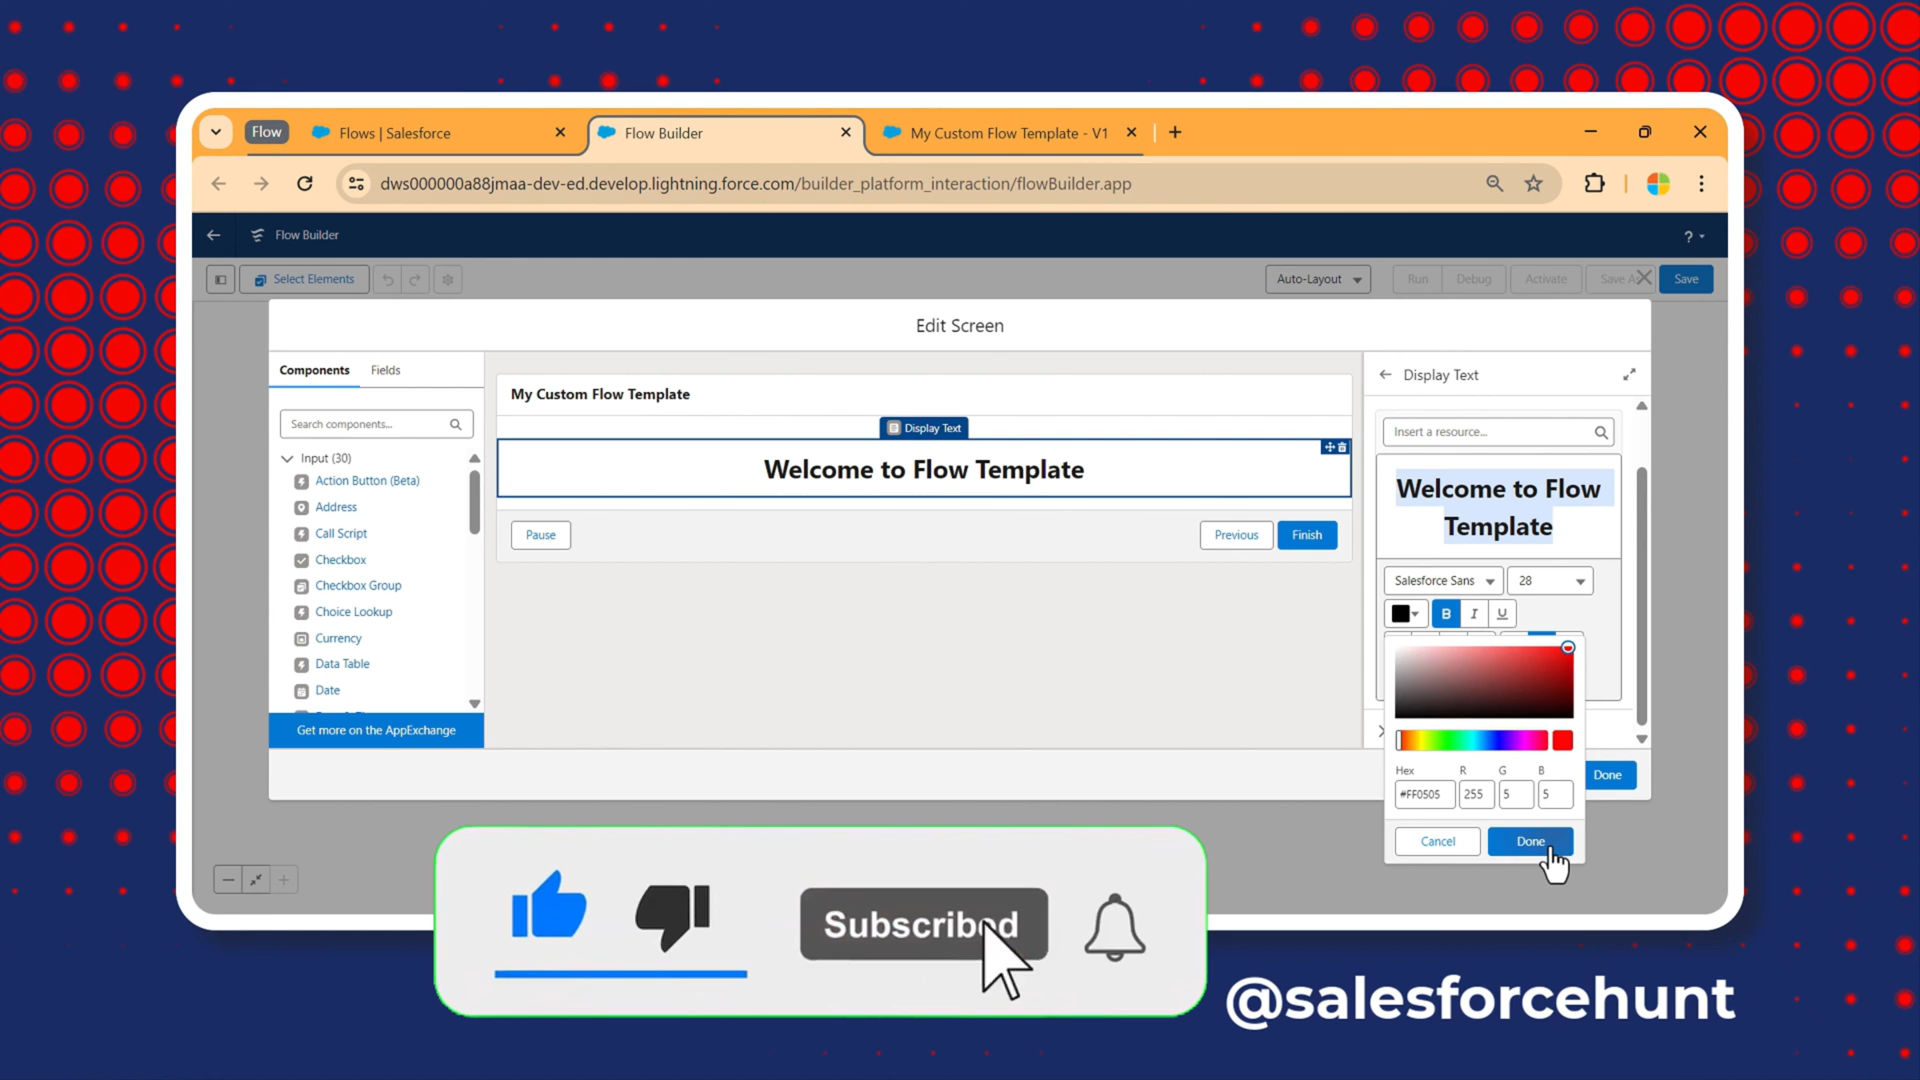 Flow
Flows | Salesforce
Flow Builder
My Custom Flow Template - V1
dws000000a88jmaa-dev-ed.develop.lightning.force.com/builder_platform_interaction/flowBuilder.app
Flow Builder
?
Select Elements
Auto-Layout
Run
Debug
Activate
Save
Save
Edit Screen
Components
Fields
Search components...
Input (30)
Action Button (Beta)
Address
Call Script
Checkbox
Checkbox Group
Choice Lookup
Currency
Data Table
Date
Get more on the AppExchange
My Custom Flow Template
Display Text
Welcome to Flow Template
Pause
Previous
Finish
Display Text
Insert a resource...
Welcome to Flow
Template
Salesforce Sans
28
B I U
Hex R G B
#FF0505 255 5 5
Cancel
Done
Done
Subscribed
@salesforcehunt